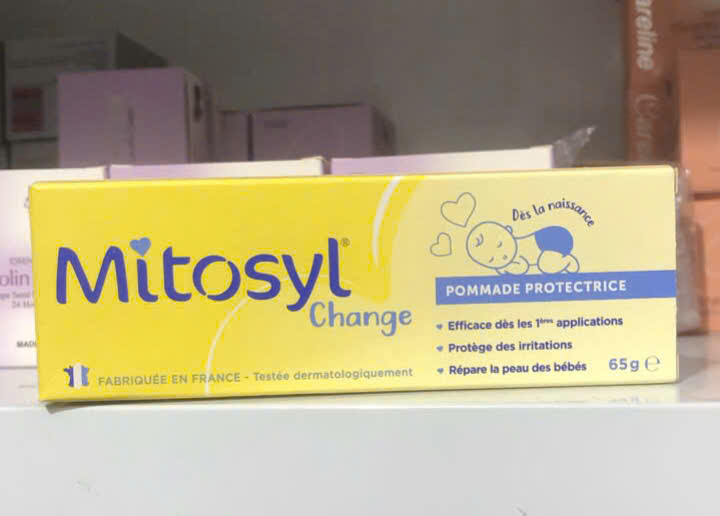 Mitosyl®
Change
FABRIQUÉE EN FRANCE - Testée dermatologiquement
Dès la naissance
POMMADE PROTECTRICE
Efficace dès les 1ères applications
Protège des irritations
Répare la peau des bébés
65g ℮
areline